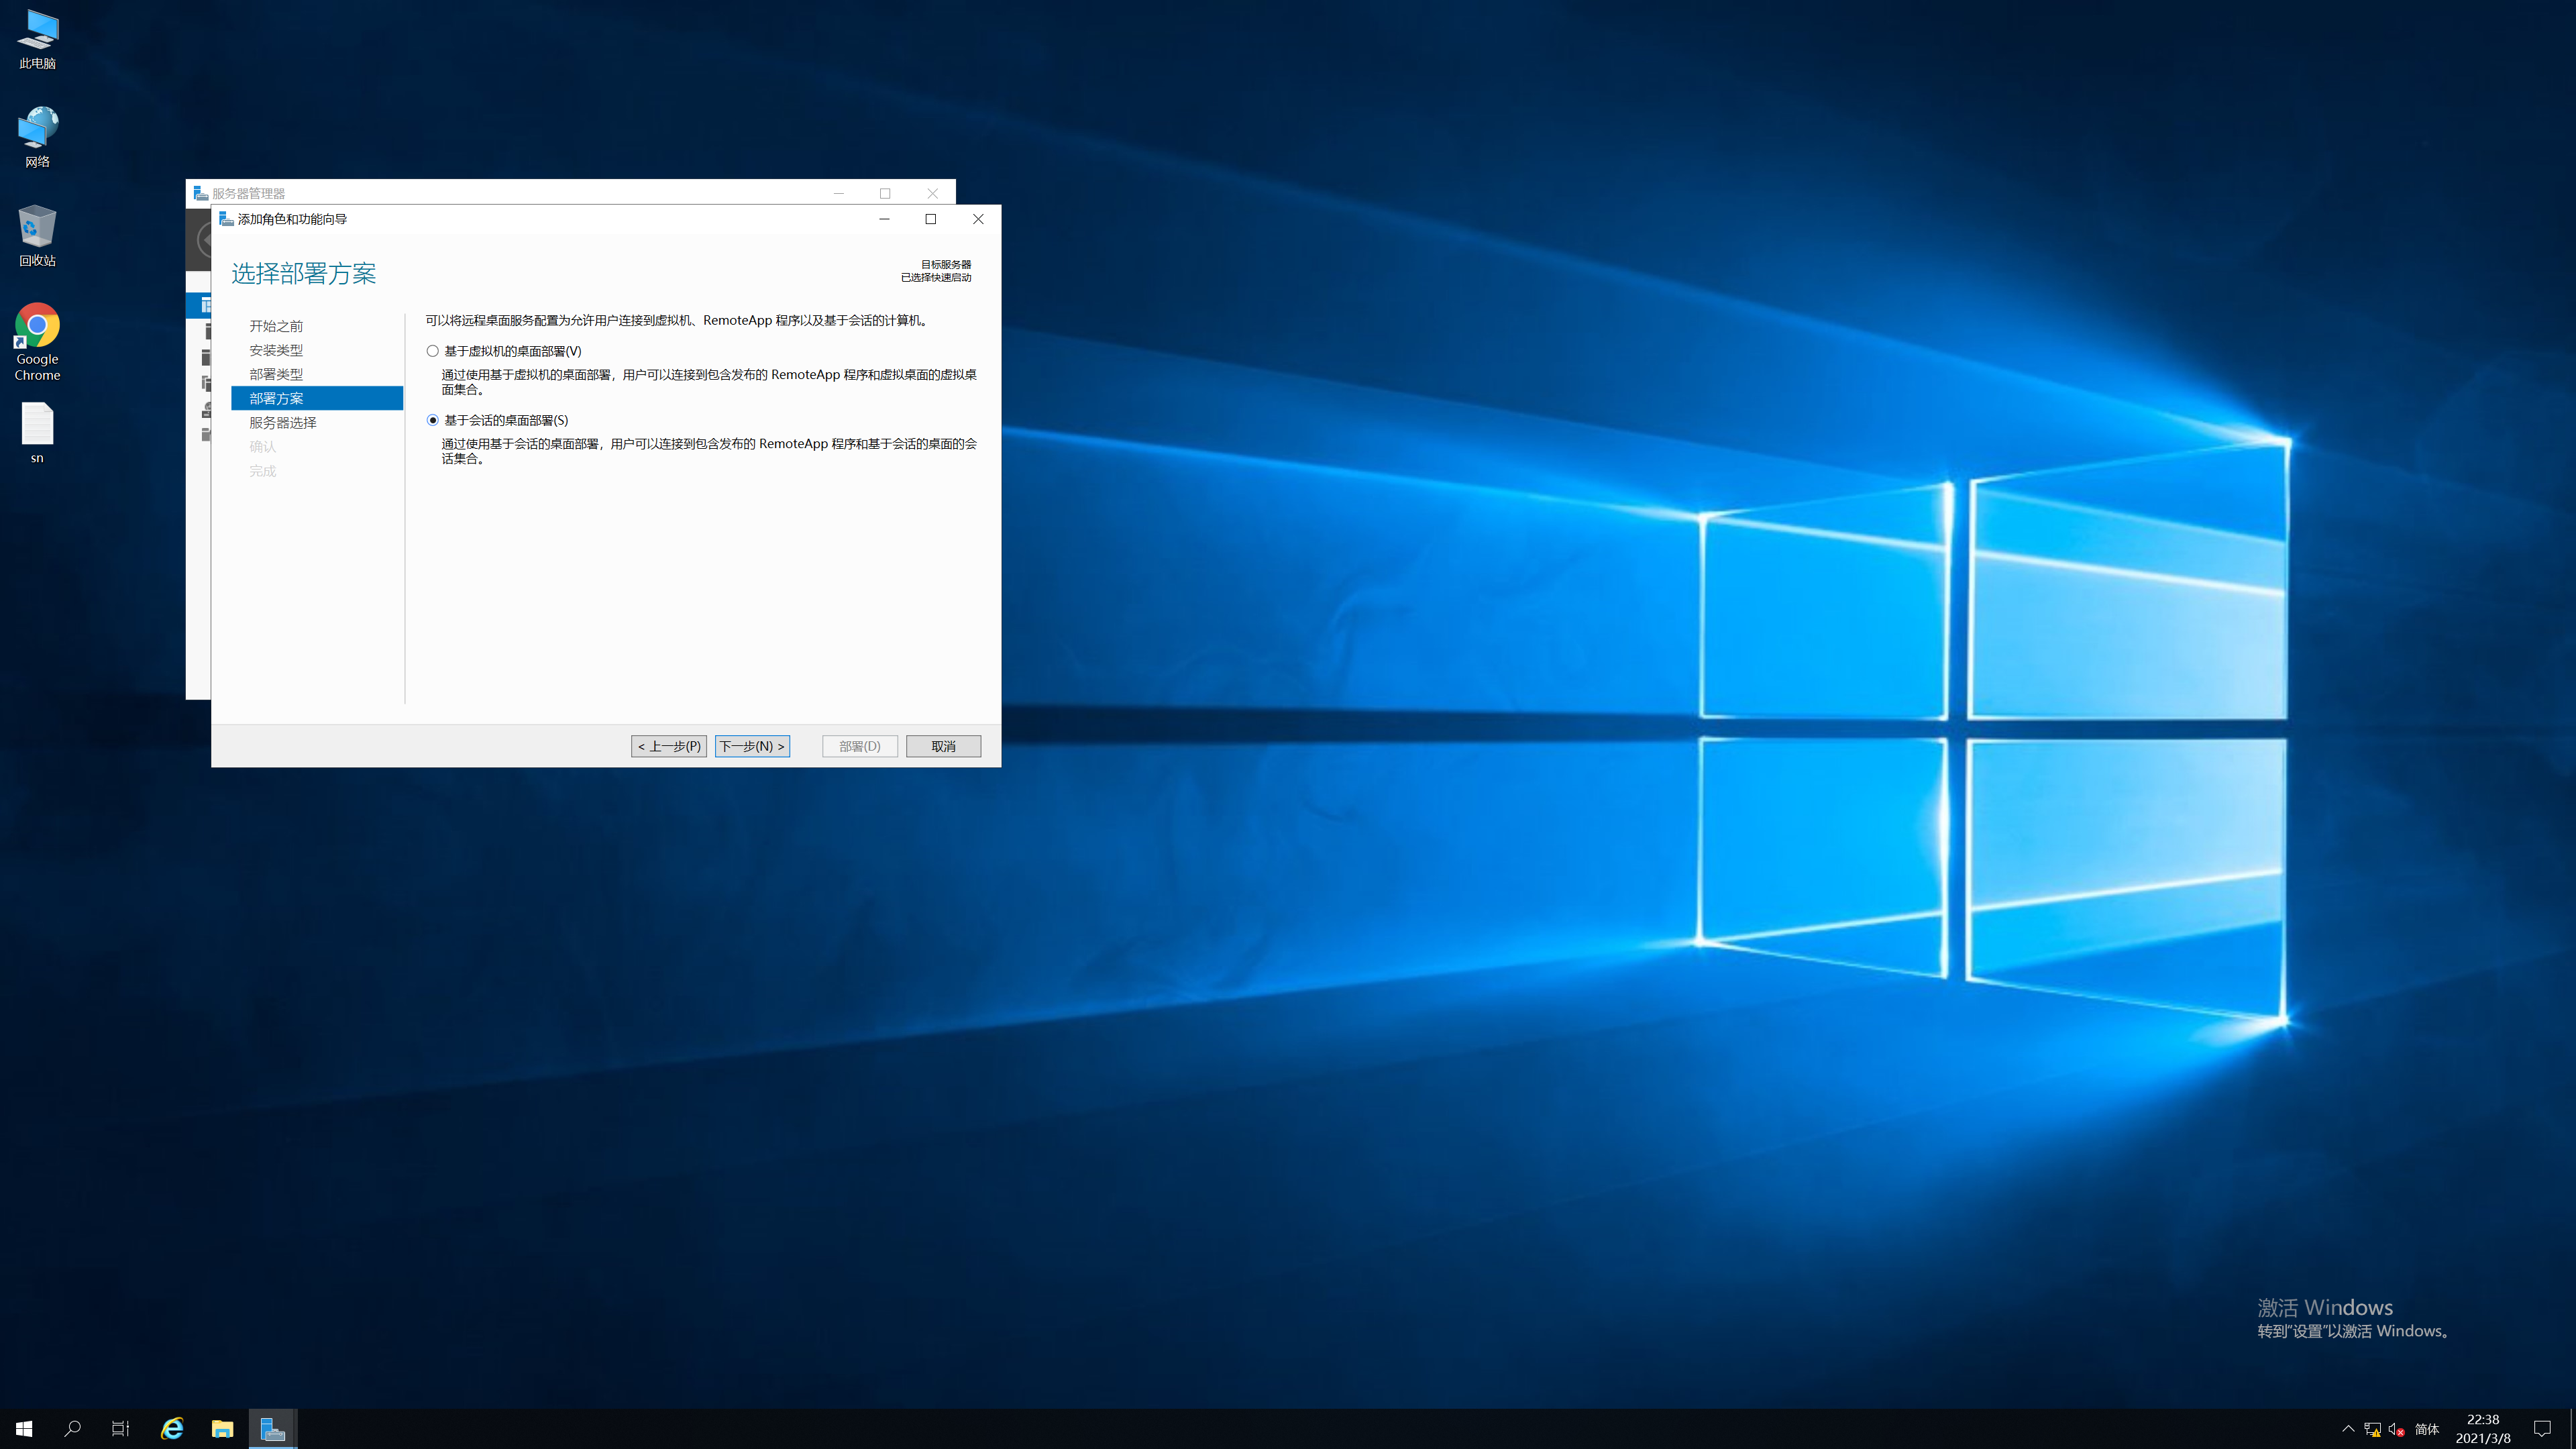 此电脑
网络
回收站
Google
Chrome
sn
服务器管理器
添加角色和功能向导
选择部署方案
目标服务器
已选择快速启动
开始之前
安装类型
部署类型
部署方案
服务器选择
确认
完成
可以将远程桌面服务配置为允许用户连接到虚拟机、RemoteApp 程序以及基于会话的计算机。
基于虚拟机的桌面部署(V)
通过使用基于虚拟机的桌面部署，用户可以连接到包含发布的 RemoteApp 程序和虚拟桌面的虚拟桌
面集合。
基于会话的桌面部署(S)
通过使用基于会话的桌面部署，用户可以连接到包含发布的 RemoteApp 程序和基于会话的桌面的会
话集合。
< 上一步(P)
下一步(N) >
部署(D)
取消
激活 Windows
转到"设置"以激活 Windows。
简体
22:38
2021/3/8